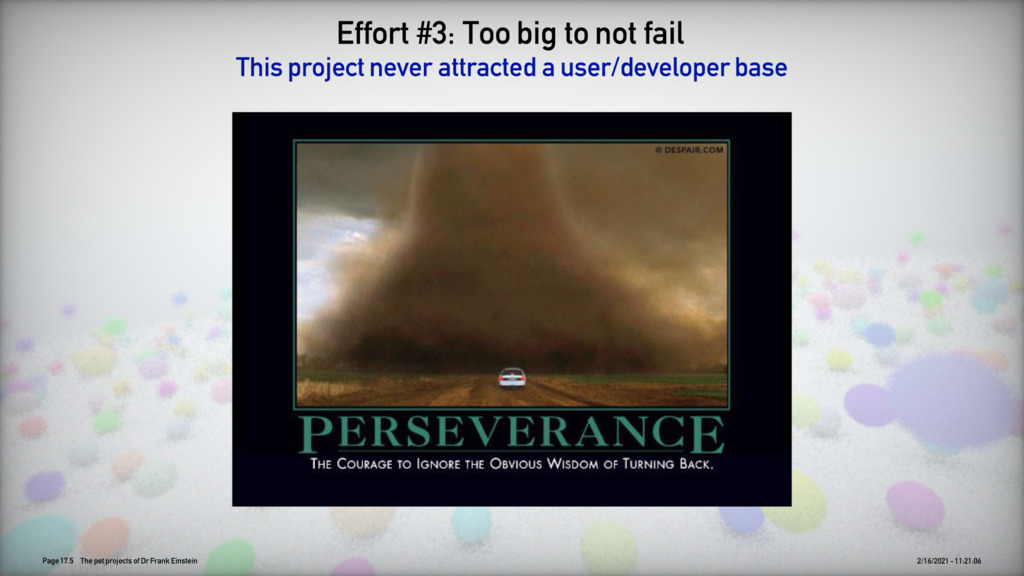 Effort #3: Too big to not fail
This project never attracted a user/developer base
© DESPAIR.COM
PERSEVERANCE
THE COURAGE TO IGNORE THE OBVIOUS WISDOM OF TURNING BACK.
Page 17.5 The pet projects of Dr Frank Einstein
2/16/2021 - 11:21:06